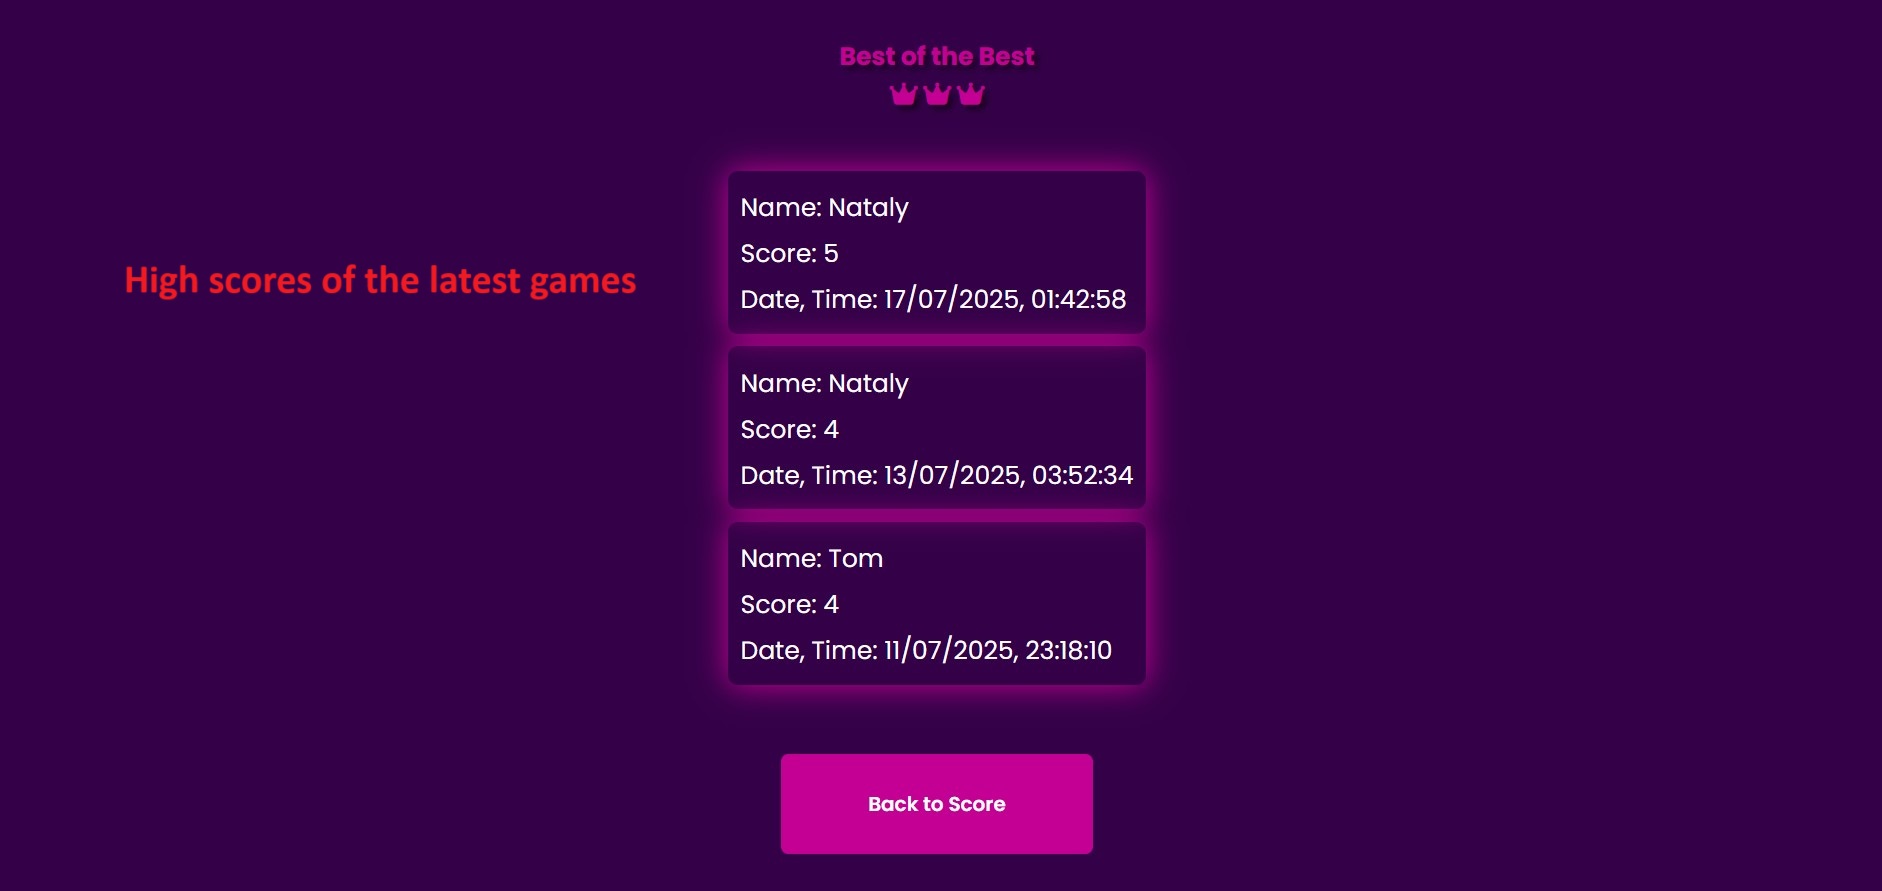 Best of the Best
High scores of the latest games
Name: Nataly
Score: 5
Date, Time: 17/07/2025, 01:42:58
Name: Nataly
Score: 4
Date, Time: 13/07/2025, 03:52:34
Name: Tom
Score: 4
Date, Time: 11/07/2025, 23:18:10
Back to Score